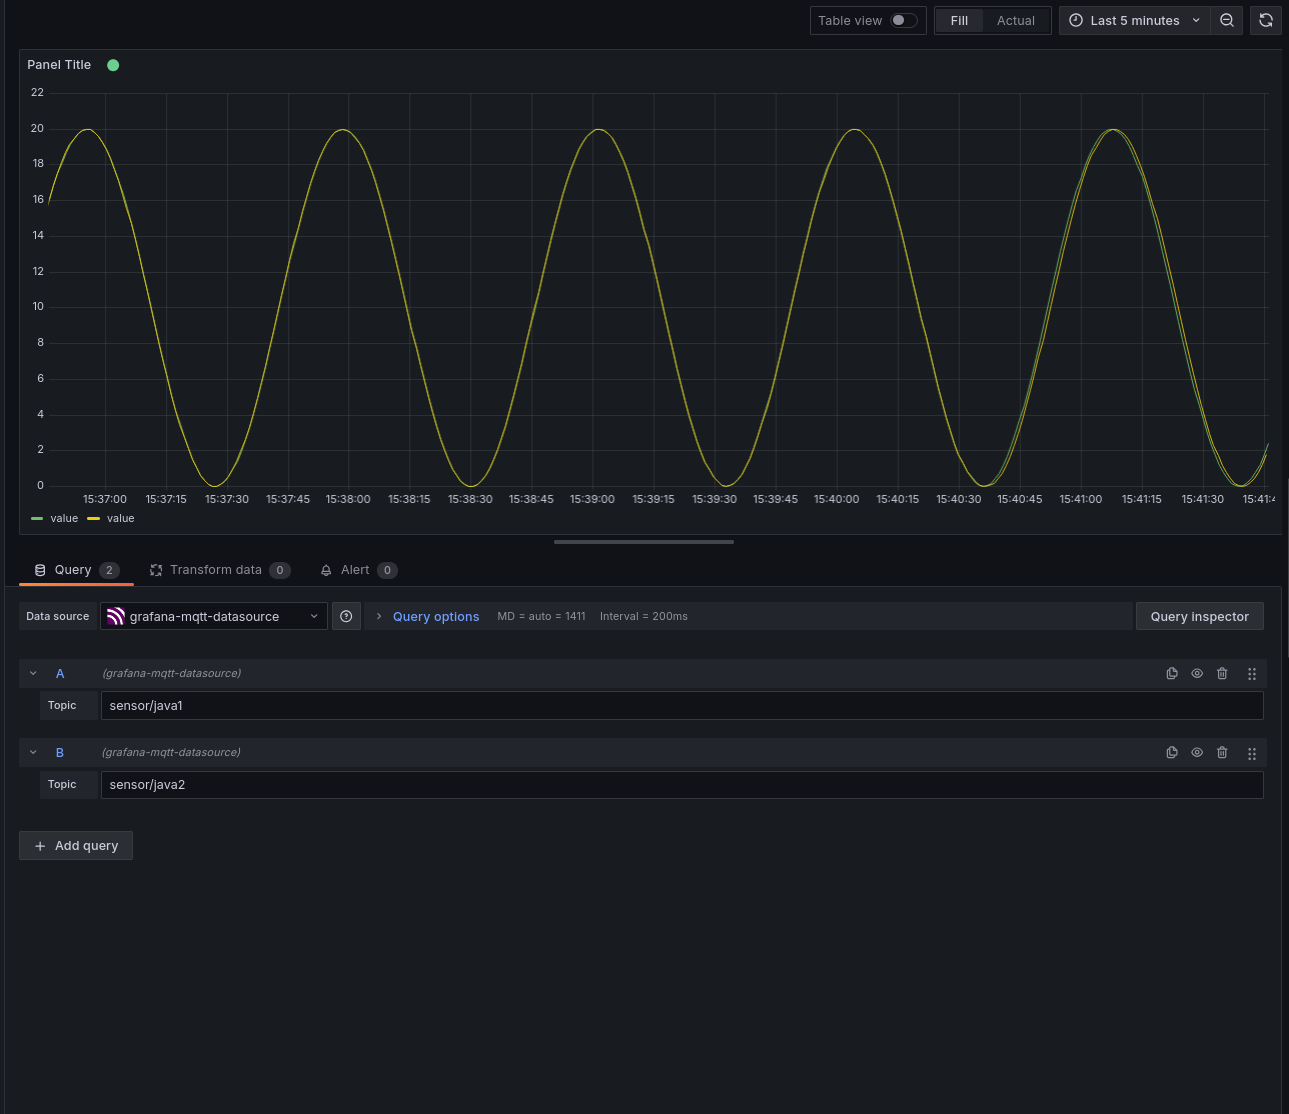 Table view Fill Actual Last 5 minutes
Panel Title
22
20
18
16
14
12
10
8
6
4
2
0
15:37:00 15:37:15 15:37:30 15:37:45 15:38:00 15:38:15 15:38:30 15:38:45 15:39:00 15:39:15 15:39:30 15:39:45 15:40:00 15:40:15 15:40:30 15:40:45 15:41:00 15:41:15 15:41:30 15:41:4
value value
Query 2 Transform data 0 Alert 0
Data source grafana-mqtt-datasource Query options MD = auto = 1411 Interval = 200ms Query inspector
A (grafana-mqtt-datasource)
Topic sensor/java1
B (grafana-mqtt-datasource)
Topic sensor/java2
+ Add query